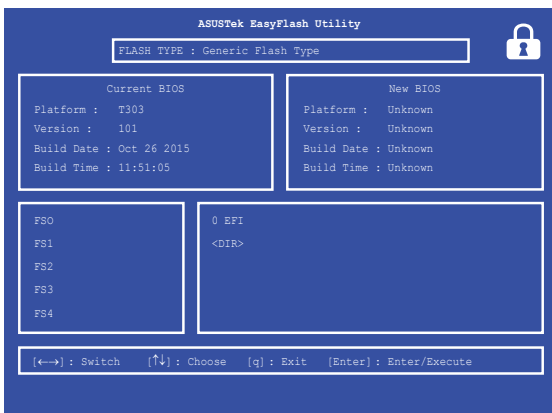 ASUSTek EasyFlash Utility
FLASH TYPE : Generic Flash Type
Current BIOS
Platform : T303
Version : 101
Build Date : Oct 26 2015
Build Time : 11:51:05
New BIOS
Platform : Unknown
Version : Unknown
Build Date : Unknown
Build Time : Unknown
FSO
FS1
FS2
FS3
FS4
0 EFI
<DIR>
[←→] : Switch [↑↓] : Choose [q] : Exit [Enter] : Enter/Execute